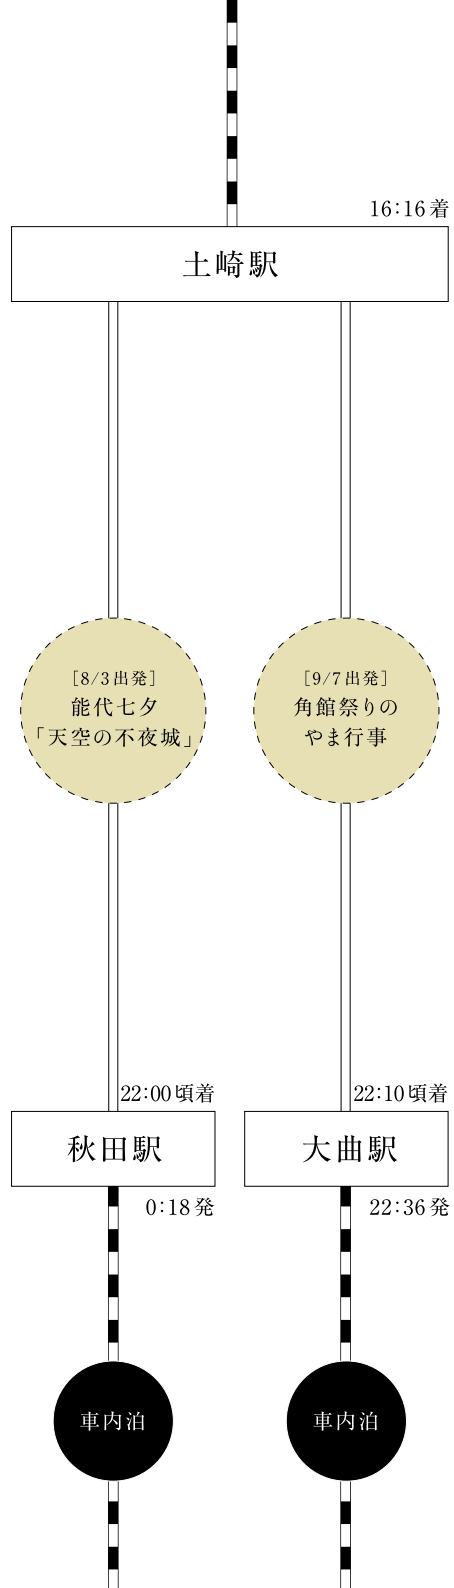 16:16着
土崎駅
[8/3出発]
能代七夕
「天空の不夜城」
[9/7出発]
角館祭りの
やま行事
22:00頃着
秋田駅
0:18発
22:10頃着
大曲駅
22:36発
車内泊
車内泊